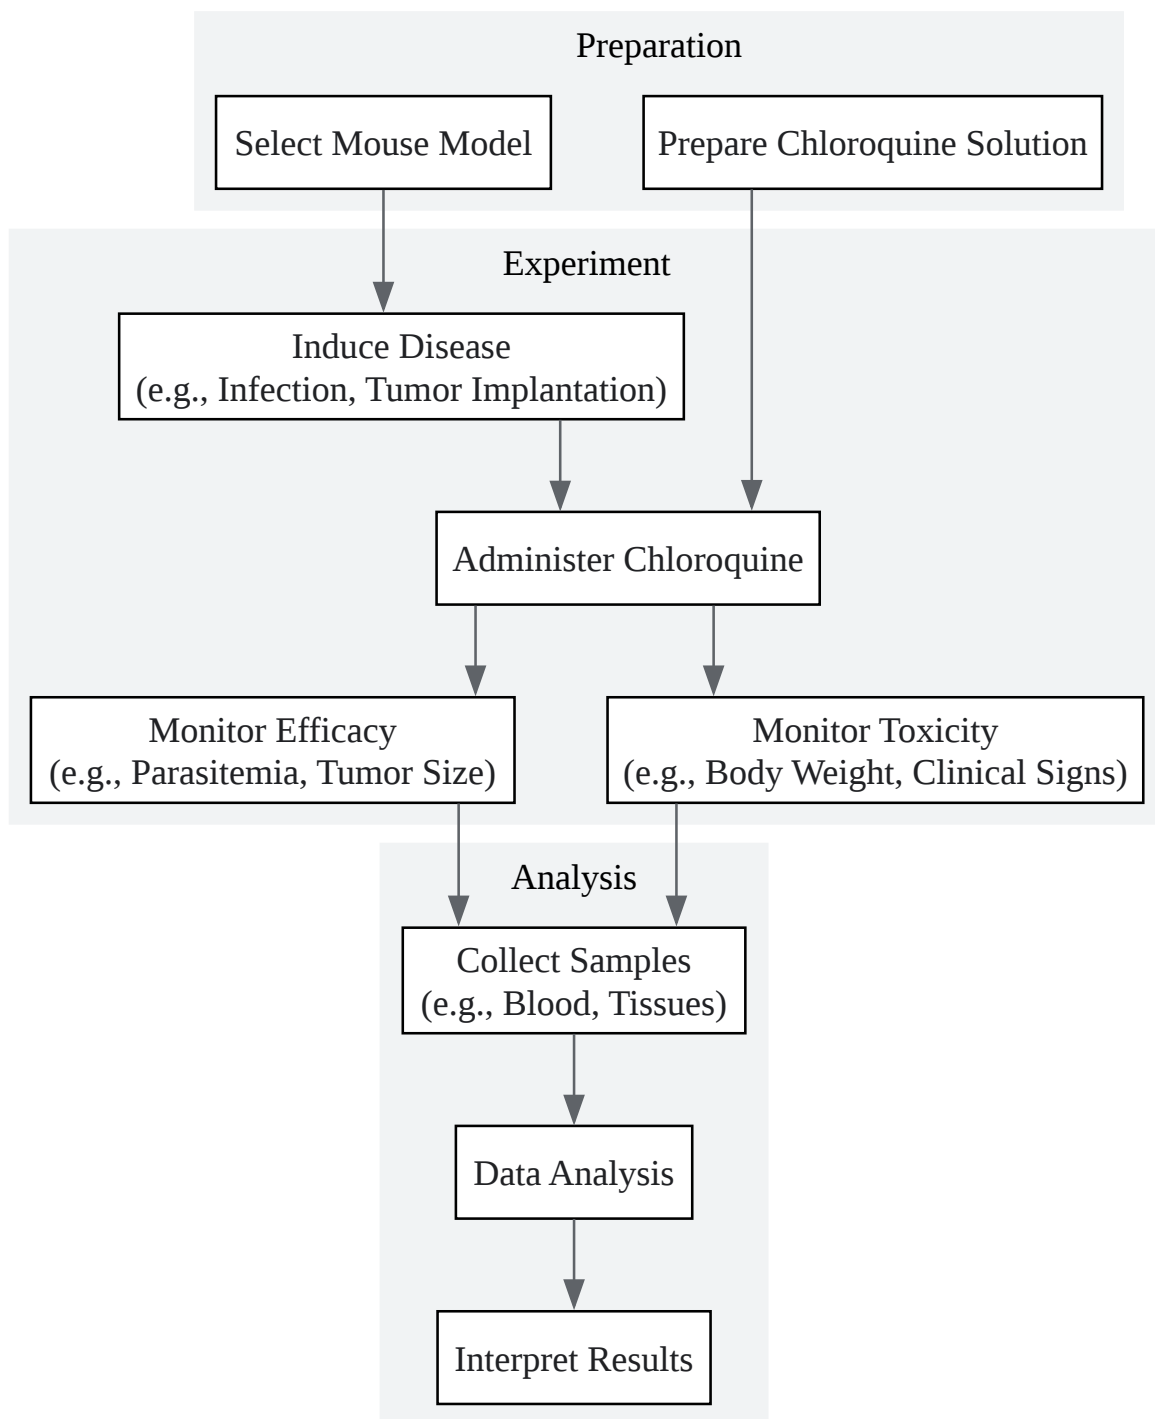 Preparation
Select Mouse Model
Prepare Chloroquine Solution
Experiment
Induce Disease
(e.g., Infection, Tumor Implantation)
Administer Chloroquine
Monitor Efficacy
(e.g., Parasitemia, Tumor Size)
Monitor Toxicity
(e.g., Body Weight, Clinical Signs)
Analysis
Collect Samples
(e.g., Blood, Tissues)
Data Analysis
Interpret Results